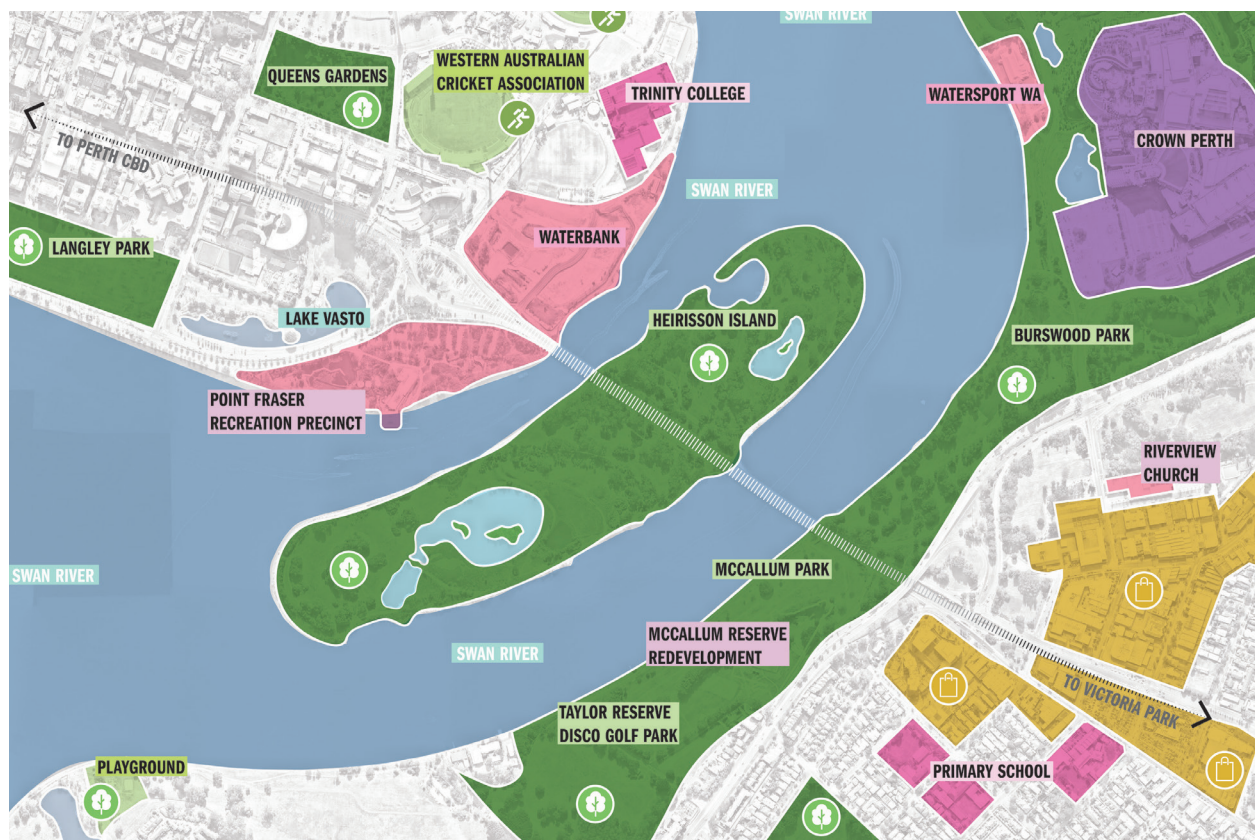 SWAN RIVER
QUEENS GARDENS
WESTERN AUSTRALIAN
CRICKET ASSOCIATION
TRINITY COLLEGE
WATERSPORT WA
CROWN PERTH
TO PERTH CBD
SWAN RIVER
LANGLEY PARK
WATERBANK
LAKE VASTO
HEIRISSON ISLAND
BURSWOOD PARK
POINT FRASER
RECREATION PRECINCT
RIVERVIEW
CHURCH
SWAN RIVER
MCCALLUM PARK
MCCALLUM RESERVE
REDEVELOPMENT
SWAN RIVER
TO VICTORIA PARK
TAYLOR RESERVE
DISCO GOLF PARK
PLAYGROUND
PRIMARY SCHOOL